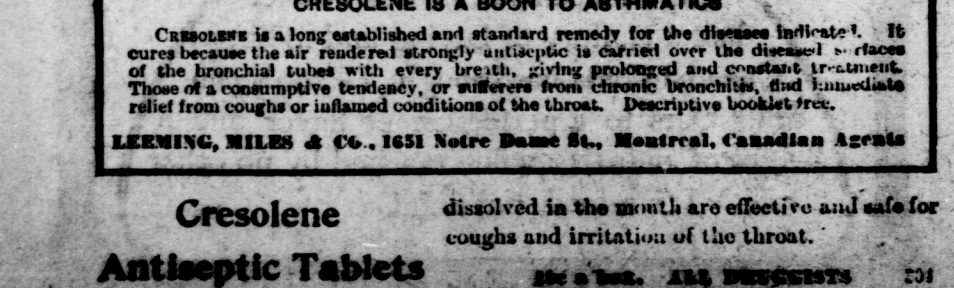 CRESOLENE IS A BOON TO ASTHMATICS
CRESOLENE is a long established and standard remedy for the diseases indicated. It
cures because the air rendered strongly antiseptic is carried over the diseased surfaces
of the bronchial tubes with every breath, giving prolonged and constant treatment.
Those of a consumptive tendency, or sufferers from chronic bronchitis, find immediate
relief from coughs or inflamed conditions of the throat. Descriptive booklet free.
LEEMING, MILES & CO., 1651 Notre Dame St., Montreal, Canadian Agents
Cresolene
Antiseptic Tablets
dissolved in the mouth are effective and safe for
coughs and irritation of the throat.
10c a box. ALL DRUGGISTS